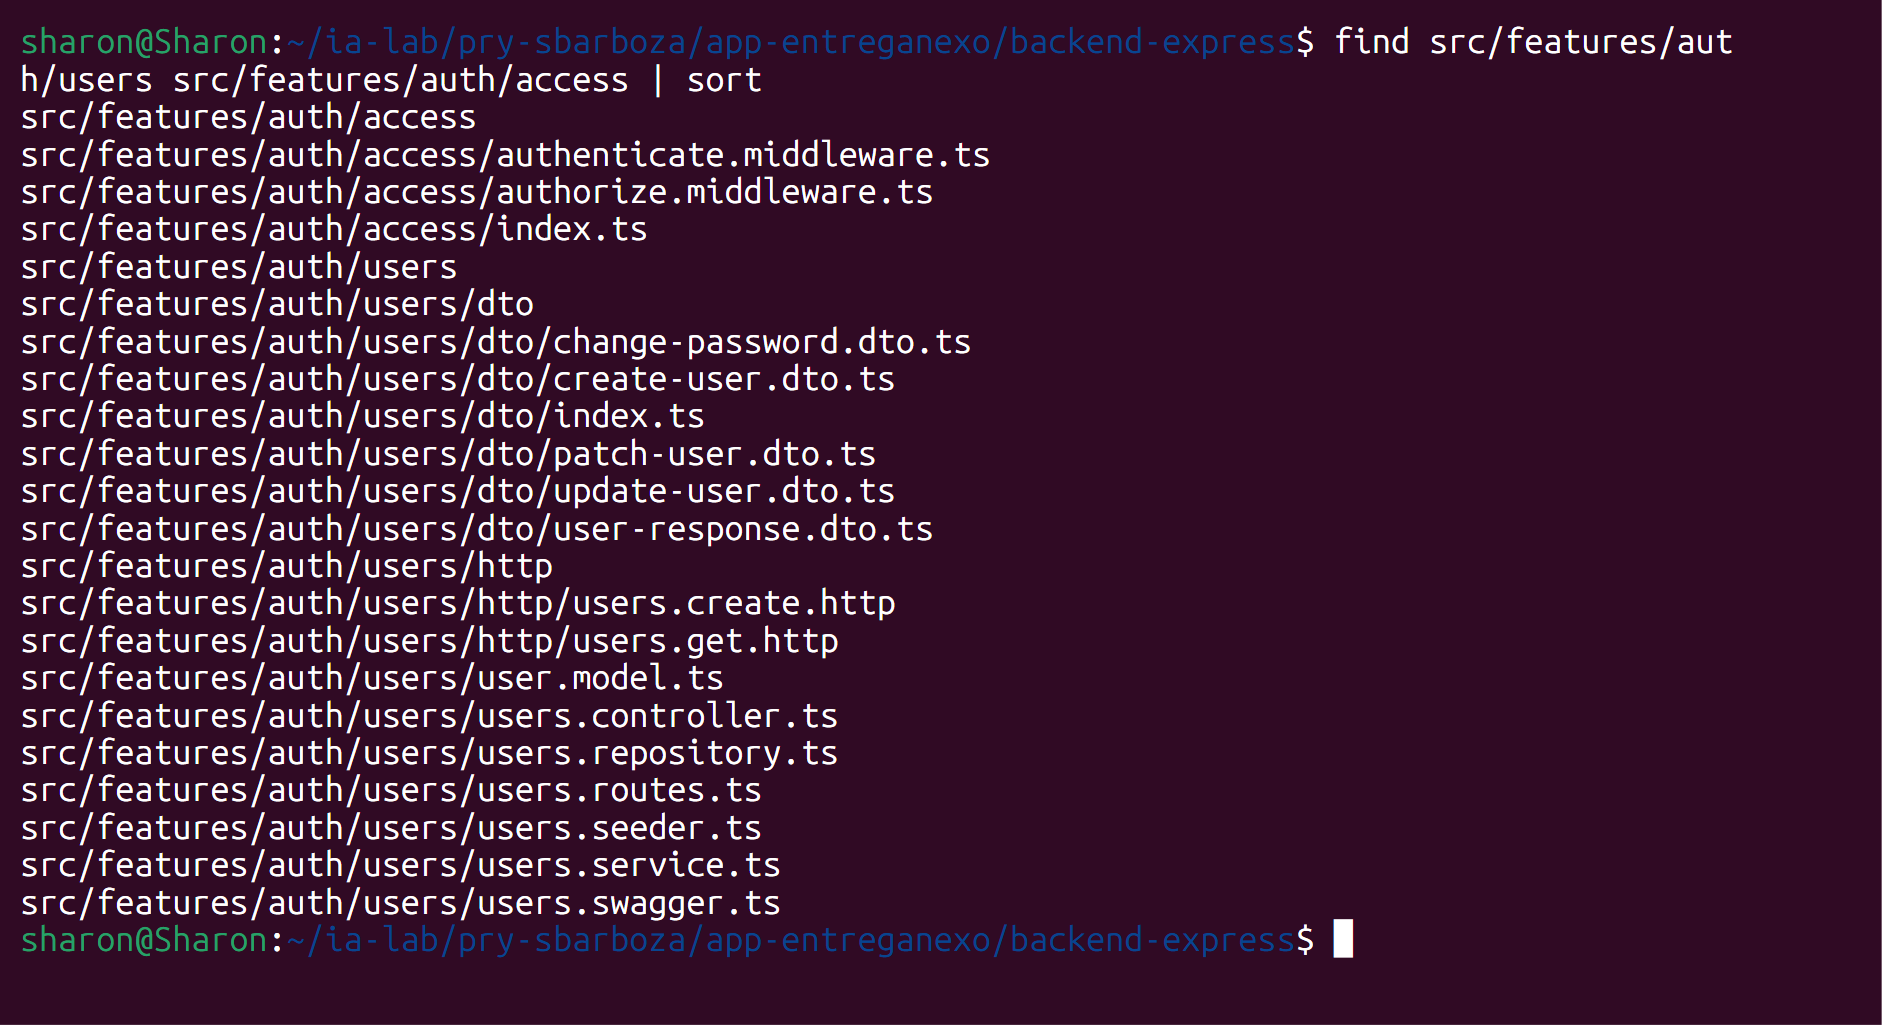 sharon@Sharon:~/ia-lab/pry-sbarboza/app-entreganexo/backend-express$ find src/features/aut
h/users src/features/auth/access | sort
src/features/auth/access
src/features/auth/access/authenticate.middleware.ts
src/features/auth/access/authorize.middleware.ts
src/features/auth/access/index.ts
src/features/auth/users
src/features/auth/users/dto
src/features/auth/users/dto/change-password.dto.ts
src/features/auth/users/dto/create-user.dto.ts
src/features/auth/users/dto/index.ts
src/features/auth/users/dto/patch-user.dto.ts
src/features/auth/users/dto/update-user.dto.ts
src/features/auth/users/dto/user-response.dto.ts
src/features/auth/users/http
src/features/auth/users/http/users.create.http
src/features/auth/users/http/users.get.http
src/features/auth/users/user.model.ts
src/features/auth/users/users.controller.ts
src/features/auth/users/users.repository.ts
src/features/auth/users/users.routes.ts
src/features/auth/users/users.seeder.ts
src/features/auth/users/users.service.ts
src/features/auth/users/users.swagger.ts
sharon@Sharon:~/ia-lab/pry-sbarboza/app-entreganexo/backend-express$